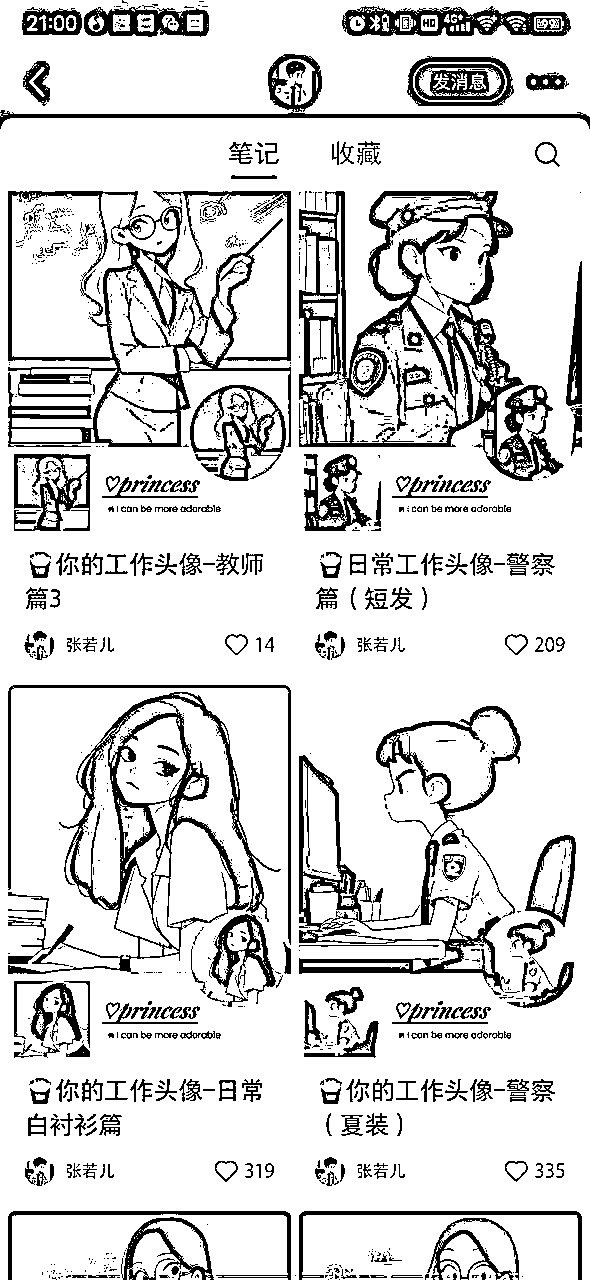 21:00
HD 4G+
发消息
笔记 收藏
princess
i can be more adorable
princess
i can be more adorable
你的工作头像-教师
篇3
日常工作头像-警察
篇（短发）
张若儿 14
张若儿 209
princess
i can be more adorable
princess
i can be more adorable
你的工作头像-日常
白衬衫篇
你的工作头像-警察
（夏装）
张若儿 319
张若儿 335